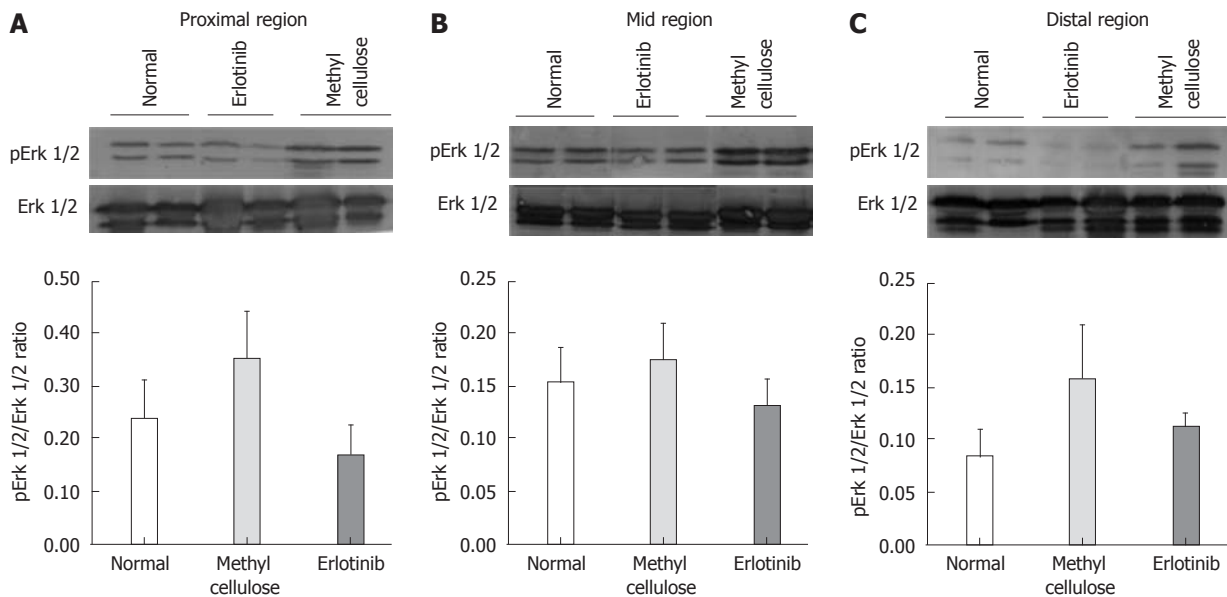 A
Proximal region
Normal
Erlotinib
Methyl
cellulose
pErk 1/2
Erk 1/2
pErk 1/2/Erk 1/2 ratio
0.50
0.40
0.30
0.20
0.10
0.00
Normal
Methyl
cellulose
Erlotinib
B
Mid region
Normal
Erlotinib
Methyl
cellulose
pErk 1/2
Erk 1/2
pErk 1/2/Erk 1/2 ratio
0.25
0.20
0.15
0.10
0.05
0.00
Normal
Methyl
cellulose
Erlotinib
C
Distal region
Normal
Erlotinib
Methyl
cellulose
pErk 1/2
Erk 1/2
pErk 1/2/Erk 1/2 ratio
0.25
0.20
0.15
0.10
0.05
0.00
Normal
Methyl
cellulose
Erlotinib